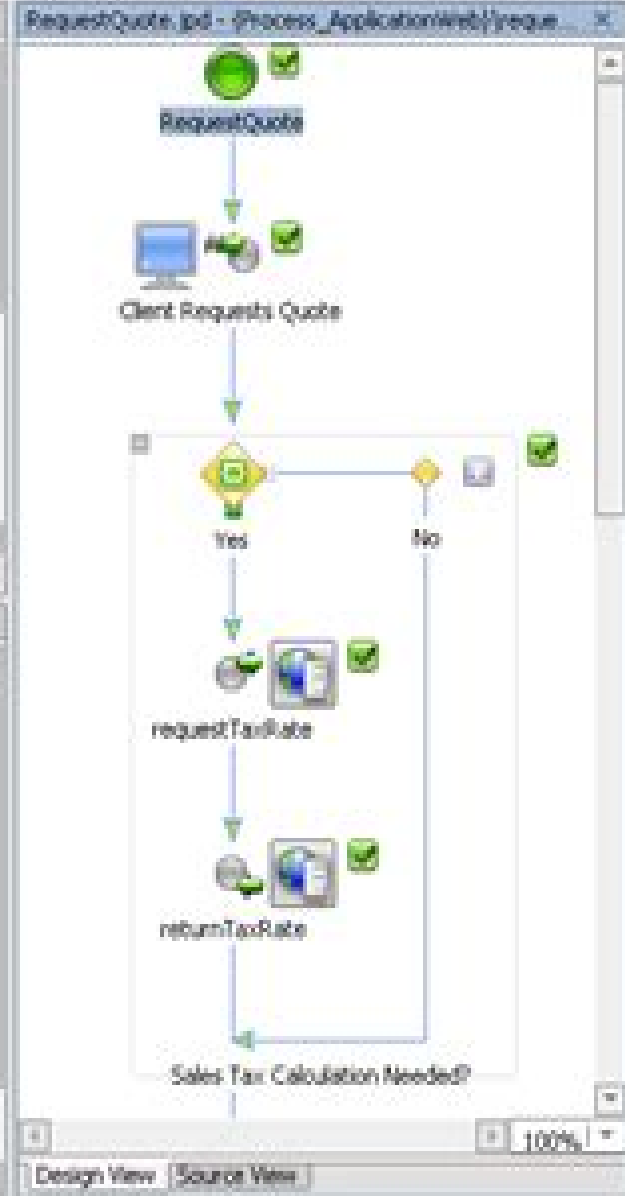 RequestQuote.jpd - {Process_ApplicationWeb}\reque...
RequestQuote
Client Requests Quote
Yes
No
requestTaxRate
returnTaxRate
Sales Tax Calculation Needed?
100%
Design View
Source View